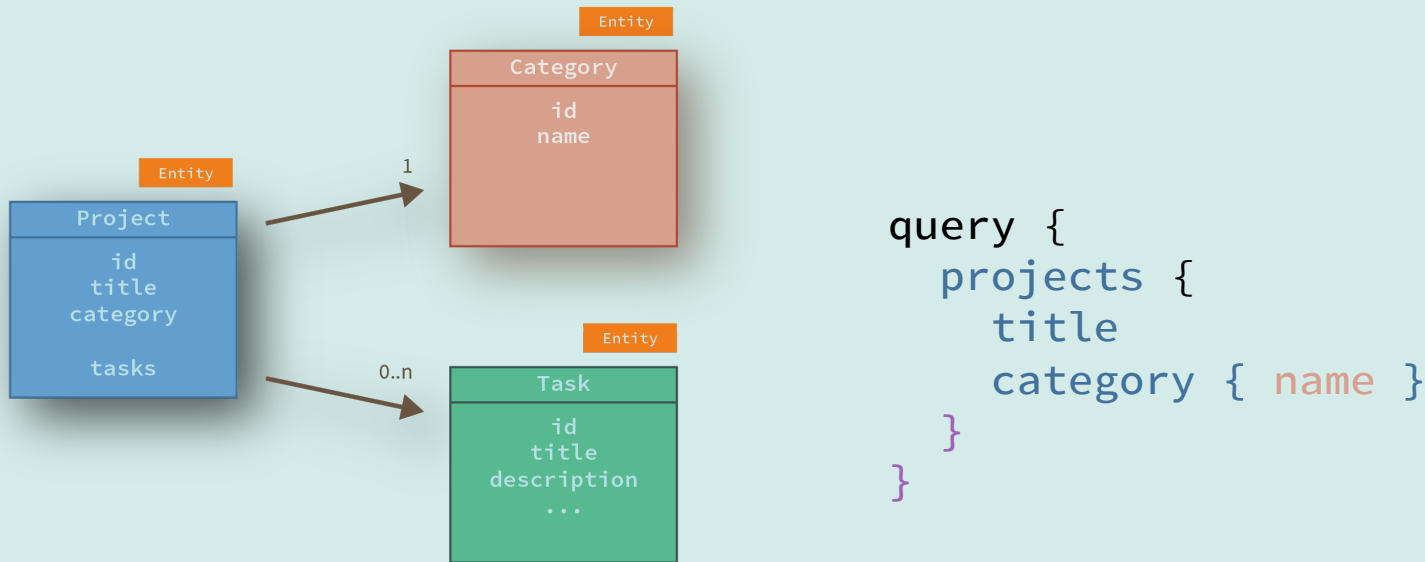 Entity
Project
id
title
category
tasks
1
0..n
Entity
Category
id
name
Entity
Task
id
title
description
...
query {
  projects {
    title
    category { name }
  }
}